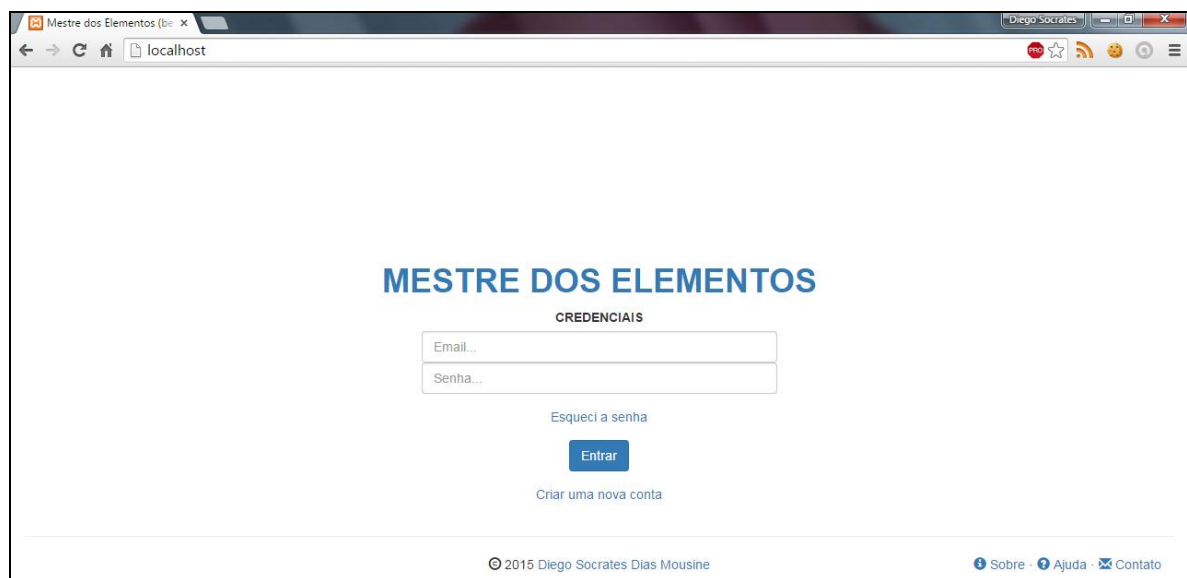 Mestre dos Elementos (be
Diego Socrates
localhost
PRO
MESTRE DOS ELEMENTOS
CREDENCIAIS
Email...
Senha...
Esqueci a senha
Entrar
Criar uma nova conta
© 2015 Diego Socrates Dias Mousine
Sobre · Ajuda · Contato